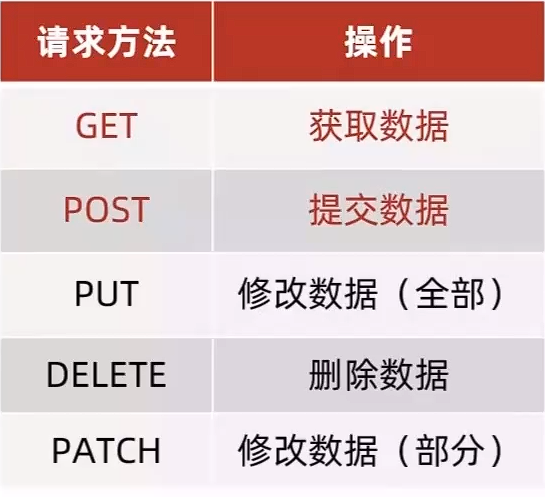 请求方法 操作
GET 获取数据
POST 提交数据
PUT 修改数据（全部）
DELETE 删除数据
PATCH 修改数据（部分）